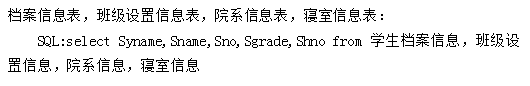 档案信息表，班级设置信息表，院系信息表，寝室信息表：
SQL:select Syname,Sname,Sno,Sgrade,Shno from 学生档案信息，班级设
置信息，院系信息，寝室信息